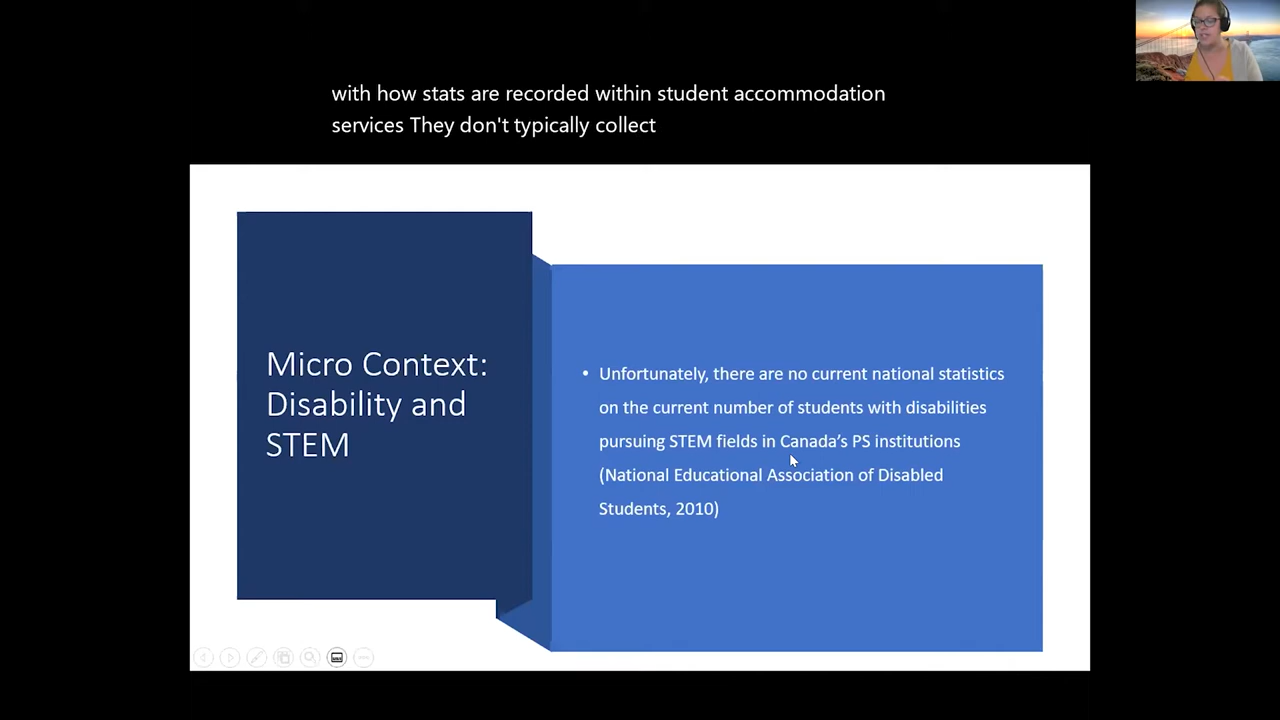 with how stats are recorded within student accommodation
services They don't typically collect
Micro Context:
Disability and
STEM
• Unfortunately, there are no current national statistics
on the current number of students with disabilities
pursuing STEM fields in Canada's PS institutions
(National Educational Association of Disabled
Students, 2010)